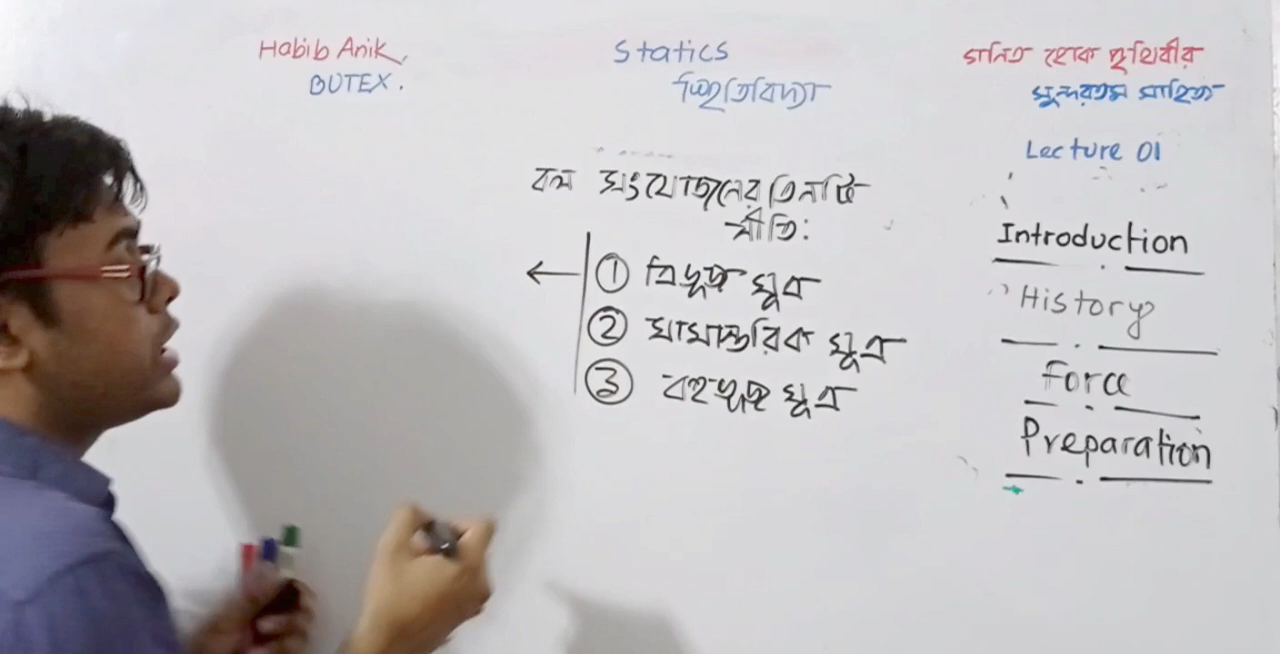 Habib Anik,
BUTEX.
Statics
স্থিতিবিদ্যা
গনিত হোক পৃথিবীর
সুন্দরতম সাহিত্য
Lecture 01
বল সংযোজনের তিনটি
নীতি:
① ত্রিভূজ সুত্র
② সামান্তরিক সুত্র
③ বহুভূজ সুত্র
Introduction
History
Force
Preparation